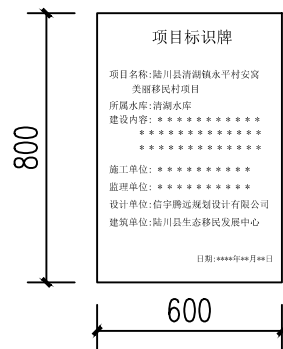 项目标识牌
项目名称:陆川县清湖镇永平村安窝
美丽移民村项目
所属水库:清湖水库
建设内容: * * * * * * * * * * *
* * * * * * * * * * * *
* * * * * * * * * * * *
施工单位: * * * * * * * * * *
监理单位: * * * * * * * * * *
设计单位:信宇腾远规划设计有限公司
建筑单位:陆川县生态移民发展中心
日期:****年**月**日
800
600